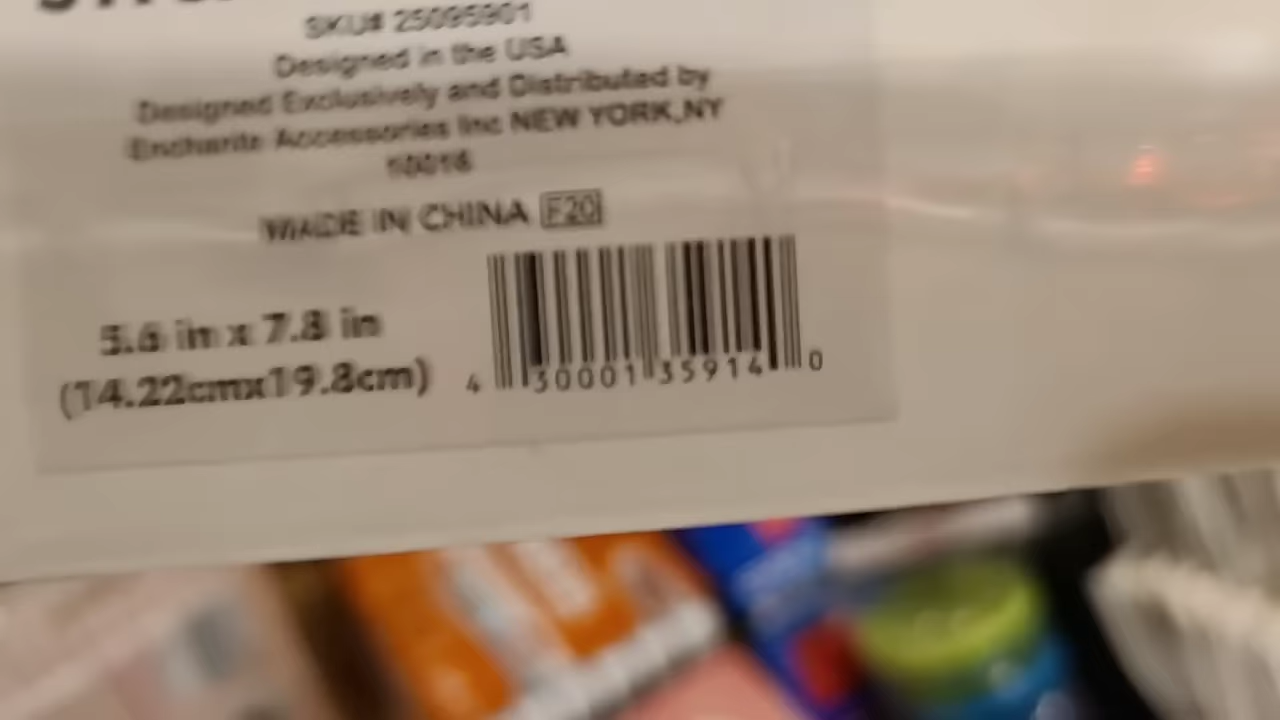 SKU# 25095901
Designed in the USA
Designed Exclusively and Distributed by
Enchante Accessories Inc NEW YORK,NY
10016
MADE IN CHINA F20
5.6 in x 7.8 in
(14.22cmx19.8cm)
4 30001 35914 0